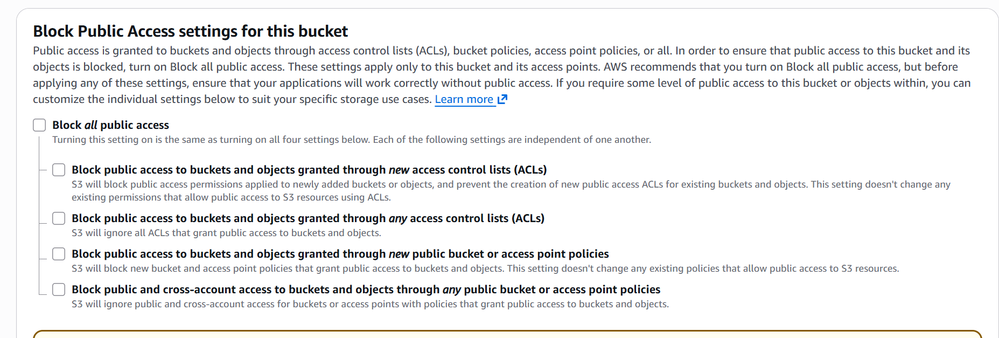 Block Public Access settings for this bucket
Public access is granted to buckets and objects through access control lists (ACLs), bucket policies, access point policies, or all. In order to ensure that public access to this bucket and its
objects is blocked, turn on Block all public access. These settings apply only to this bucket and its access points. AWS recommends that you turn on Block all public access, but before
applying any of these settings, ensure that your applications will work correctly without public access. If you require some level of public access to this bucket or objects within, you can
customize the individual settings below to suit your specific storage use cases. Learn more
Block all public access
Turning this setting on is the same as turning on all four settings below. Each of the following settings are independent of one another.
Block public access to buckets and objects granted through new access control lists (ACLs)
S3 will block public access permissions applied to newly added buckets or objects, and prevent the creation of new public access ACLs for existing buckets and objects. This setting doesn't change any
existing permissions that allow public access to S3 resources using ACLs.
Block public access to buckets and objects granted through any access control lists (ACLs)
S3 will ignore all ACLs that grant public access to buckets and objects.
Block public access to buckets and objects granted through new public bucket or access point policies
S3 will block new bucket and access point policies that grant public access to buckets and objects. This setting doesn't change any existing policies that allow public access to S3 resources.
Block public and cross-account access to buckets and objects through any public bucket or access point policies
S3 will ignore public and cross-account access for buckets or access points with policies that grant public access to buckets and objects.